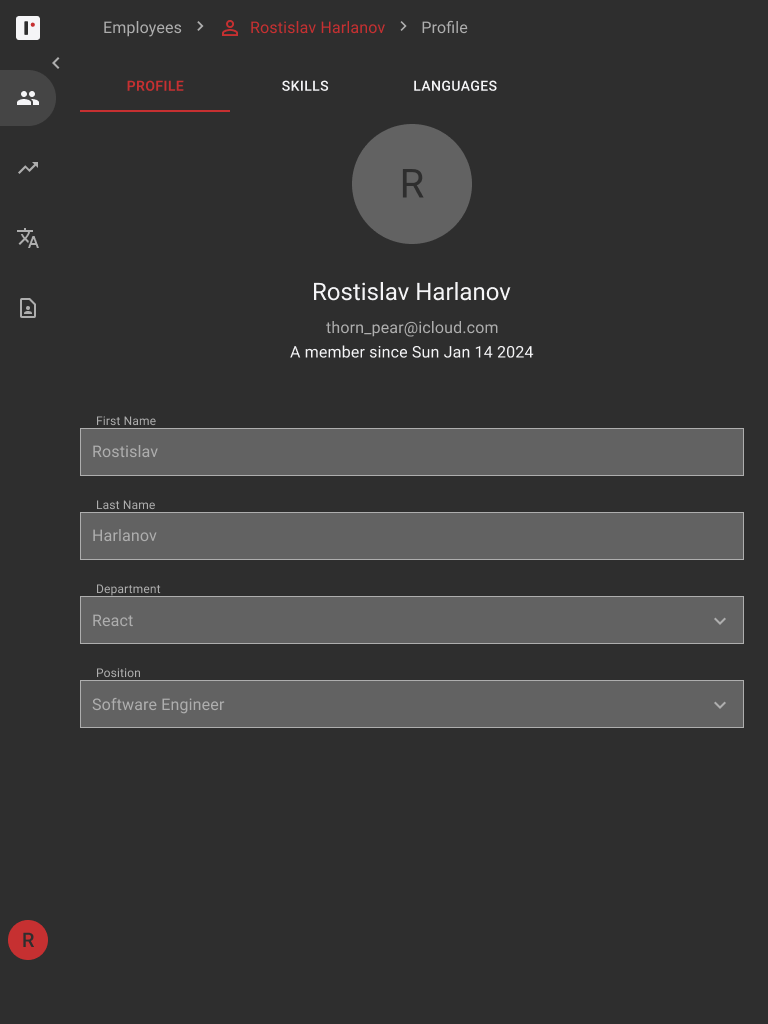 Employees Rostislav Harlanov Profile
PROFILE SKILLS LANGUAGES
R
Rostislav Harlanov
thorn_pear@icloud.com
A member since Sun Jan 14 2024
First Name
Rostislav
Last Name
Harlanov
Department
React
Position
Software Engineer
R